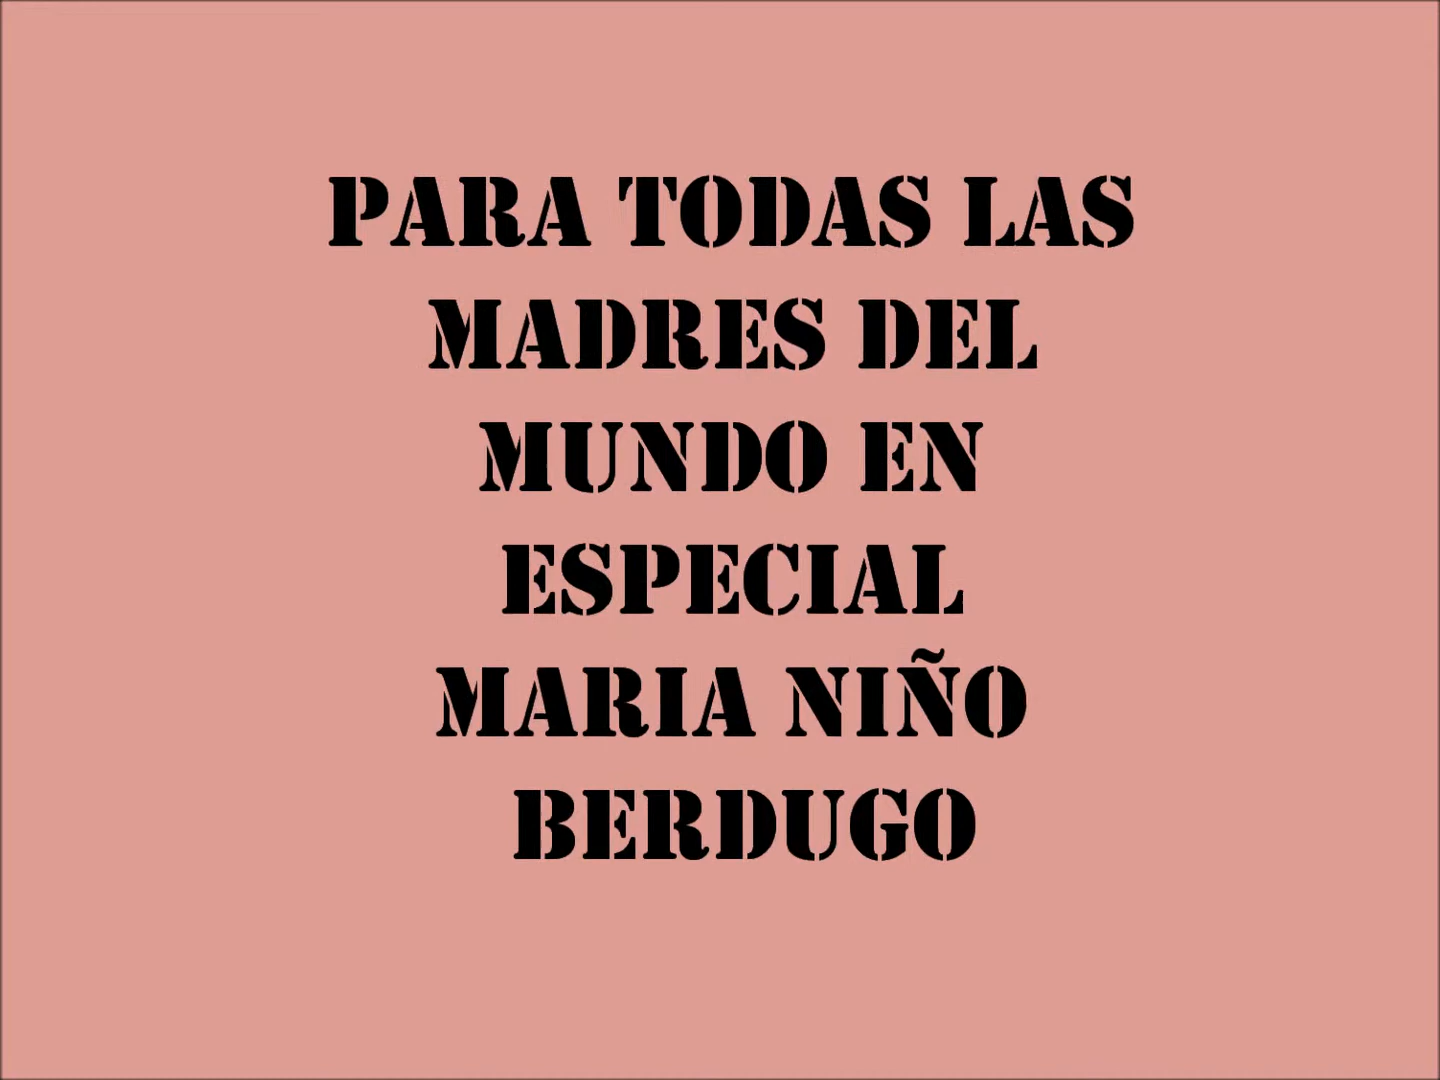 PARA TODAS LAS
MADRES DEL
MUNDO EN
ESPECIAL
MARIA NIÑO
BERDUGO